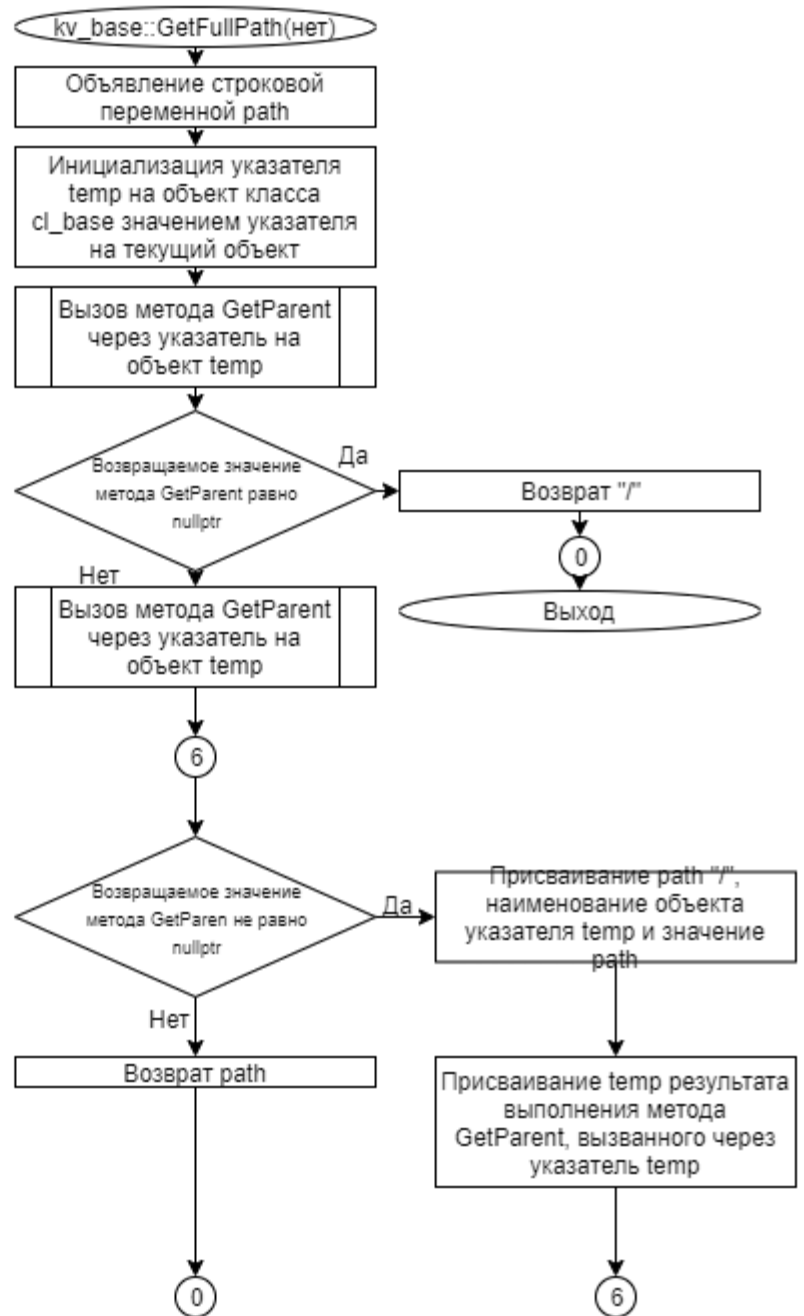 kv_base::GetFullPath(нет)
Объявление строковой
переменной path
Инициализация указателя
temp на объект класса
cl_base значением указателя
на текущий объект
Вызов метода GetParent
через указатель на
объект temp
Возвращаемое значение
метода GetParent равно
nullptr
Да
Возврат "/"
0
Выход
Нет
Вызов метода GetParent
через указатель на
объект temp
6
Возвращаемое значение
метода GetParen не равно
nullptr
Да
Присваивание path "/",
наименование объекта
указателя temp и значение
path
Нет
Возврат path
Присваивание temp результата
выполнения метода
GetParent, вызванного через
указатель temp
0
6